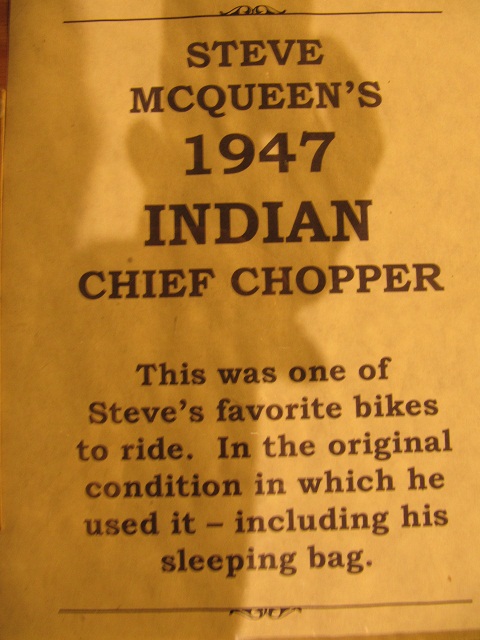 STEVE
MCQUEEN'S
1947
INDIAN
CHIEF CHOPPER
This was one of
Steve's favorite bikes
to ride. In the original
condition in which he
used it – including his
sleeping bag.